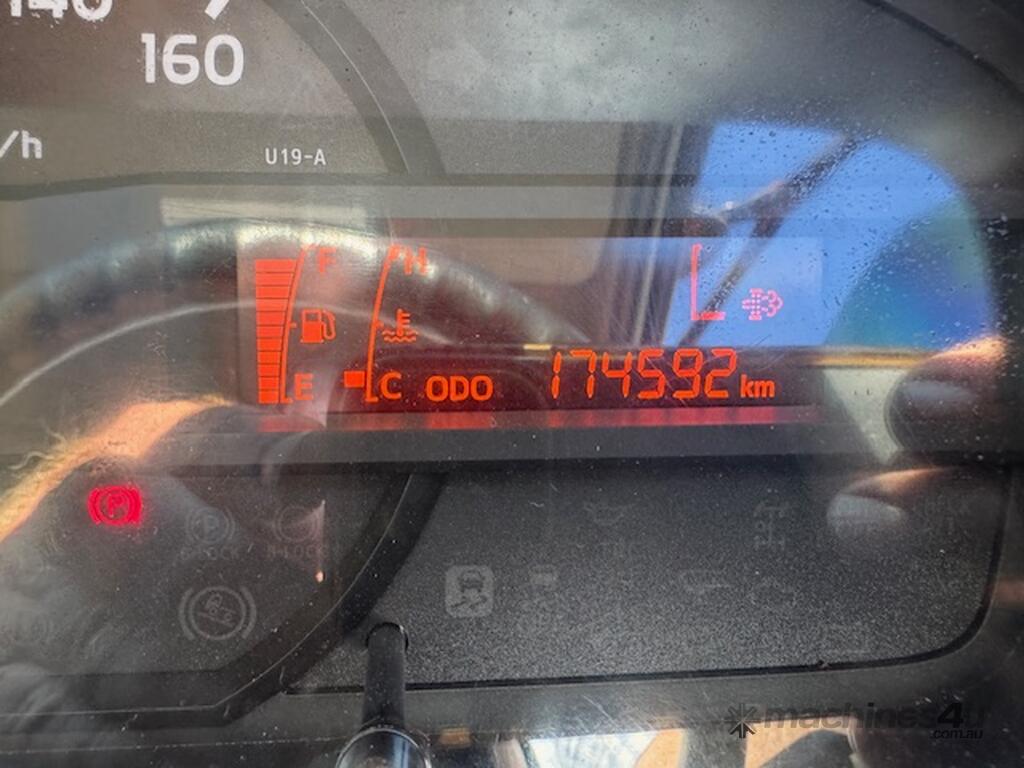 140
160
/h
U19-A
F H
E C ODO 174592 km
P
P P-LOCK
machines4u
.com.au